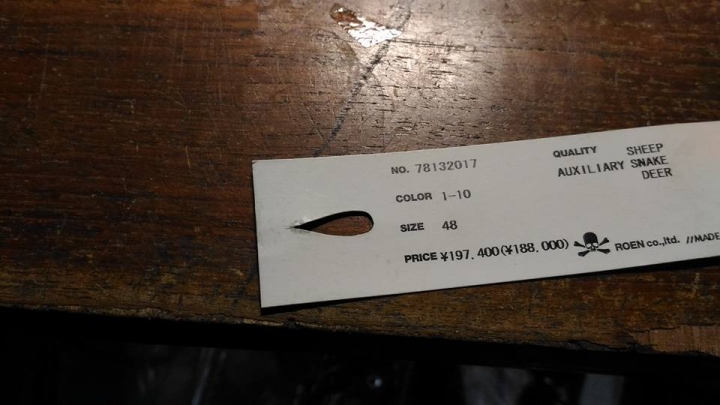 NO. 78132017
COLOR 1-10
SIZE 48
PRICE ¥197,400(¥188,000)
QUALITY SHEEP
AUXILIARY SNAKE
DEER
ROEN co.,ltd. //MADE